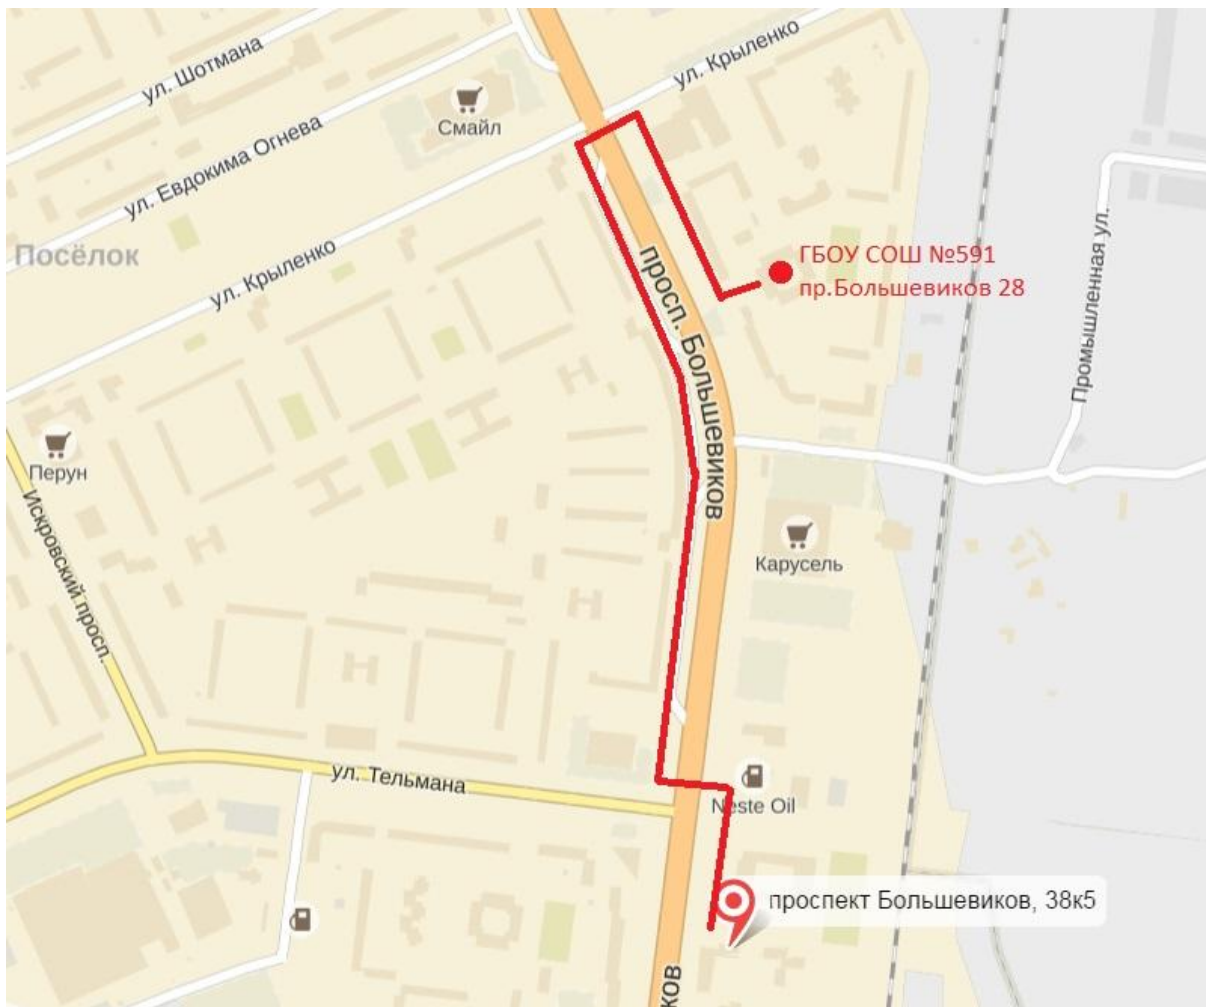 ул. Шотмана
ул. Крыленко
Смайл
ул. Евдокима Огнева
Посёлок
ул. Крыленко
просп. Большевиков
ГБОУ СОШ №591
пр.Большевиков 28
Промышленная ул.
Перун
Искровский просп.
Карусель
ул. Тельмана
Neste Oil
проспект Большевиков, 38к5
ков